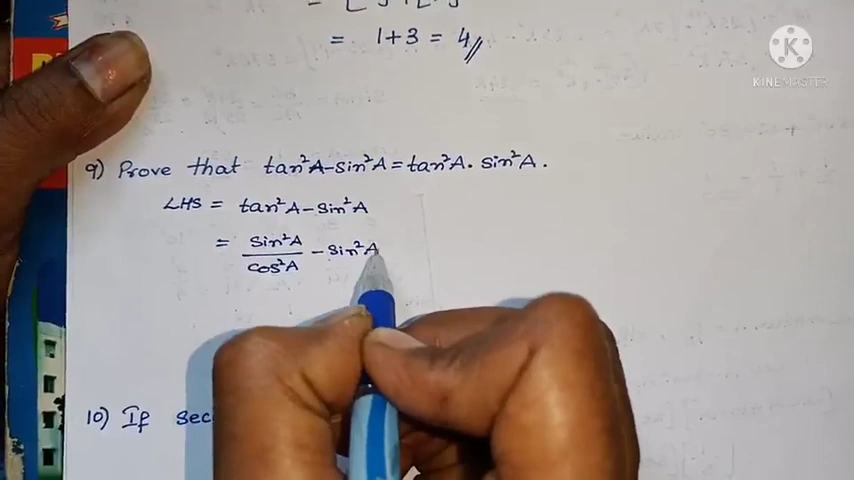 = 1+3 = 4//
KINEMASTER
9) Prove that tan²A-sin²A = tan²A. sin²A.
LHS = tan²A - sin²A
= sin²A/cos²A - sin²A
10) If sec